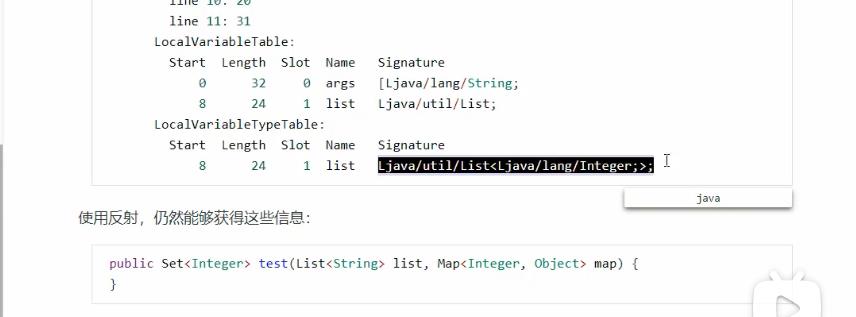 line 10: 20
line 11: 31
LocalVariableTable:
Start Length Slot Name Signature
0 32 0 args [Ljava/lang/String;
8 24 1 list Ljava/util/List;
LocalVariableTypeTable:
Start Length Slot Name Signature
8 24 1 list Ljava/util/List<Ljava/lang/Integer;>;
java
使用反射，仍然能够获得这些信息：
public Set<Integer> test(List<String> list, Map<Integer, Object> map) {
}